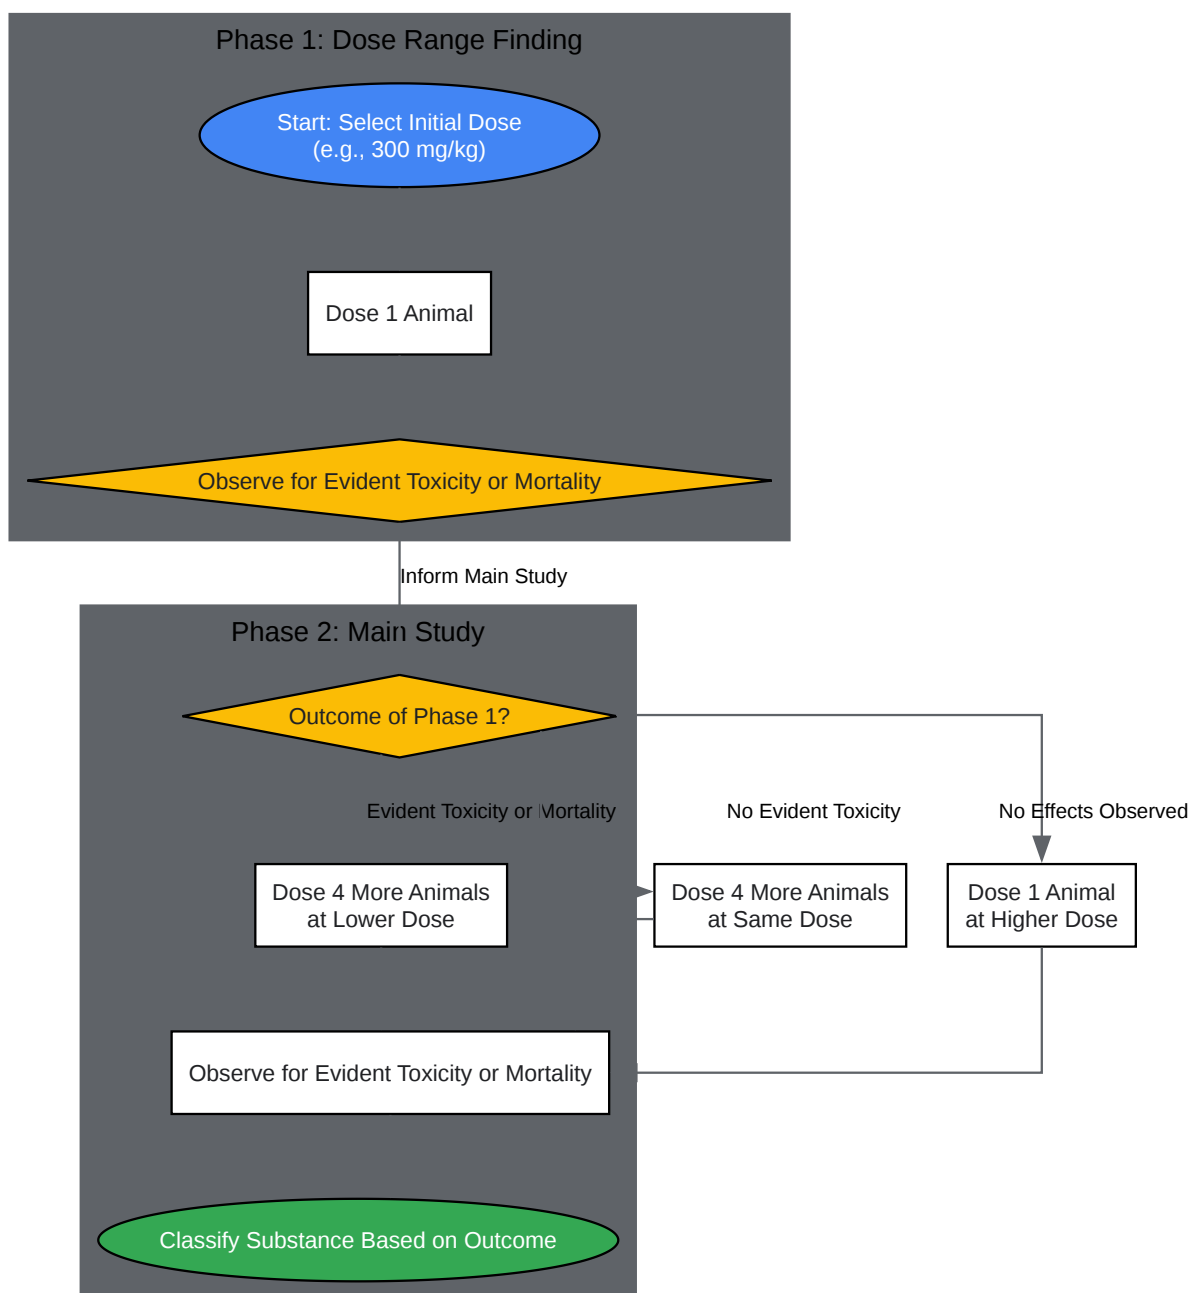 Phase 1: Dose Range Finding
Start: Select Initial Dose
(e.g., 300 mg/kg)
Dose 1 Animal
Observe for Evident Toxicity or Mortality
Inform Main Study
Phase 2: Main Study
Outcome of Phase 1?
Evident Toxicity or Mortality
No Evident Toxicity
No Effects Observed
Dose 4 More Animals
at Lower Dose
Dose 4 More Animals
at Same Dose
Dose 1 Animal
at Higher Dose
Observe for Evident Toxicity or Mortality
Classify Substance Based on Outcome